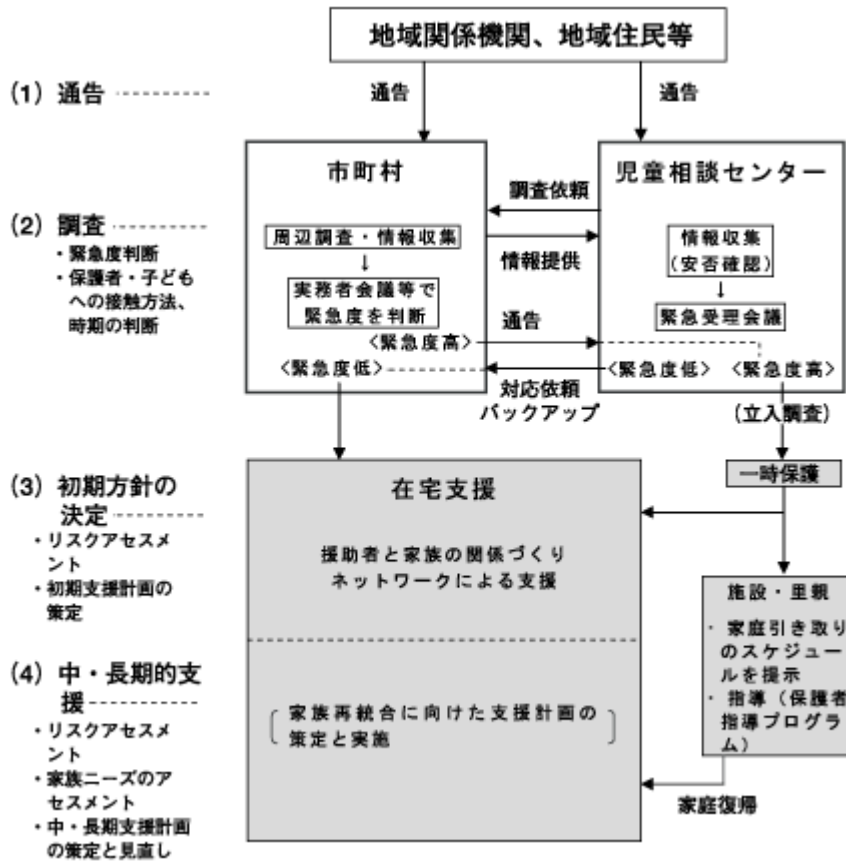 地域関係機関、地域住民等
(1) 通告
通告
通告
市町村
児童相談センター
調査依頼
(2) 調査
・緊急度判断
・保護者・子ども
への接触方法、
時期の判断
周辺調査・情報収集
↓
実務者会議等で
緊急度を判断
情報提供
情報収集
(安否確認)
↓
緊急受理会議
通告
<緊急度高>
<緊急度低>
<緊急度低>
<緊急度高>
対応依頼
バックアップ
(立入調査)
(3) 初期方針の
決定
・リスクアセスメ
ント
・初期支援計画の
策定
在宅支援
一時保護
援助者と家族の関係づくり
ネットワークによる支援
施設・里親
・ 家庭引き取り
のスケジュー
ルを提示
・ 指導（保護者
指導プログラ
ム）
(4) 中・長期的支
援
・リスクアセスメ
ント
・家族ニーズのア
セスメント
・中・長期支援計画
の策定と見直し
家族再統合に向けた支援計画の
策定と実施
家庭復帰